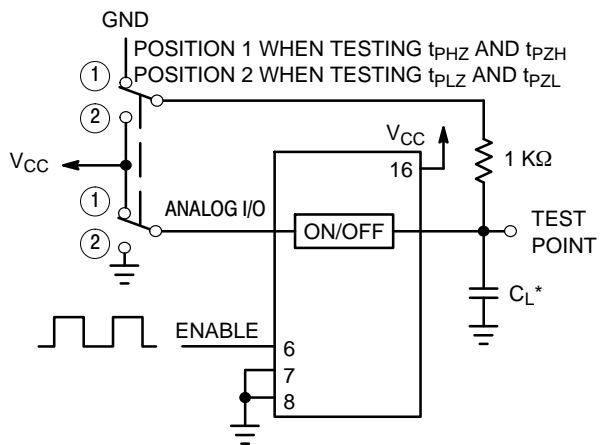 GND
POSITION 1 WHEN TESTING tPHZ AND tPZH
1
POSITION 2 WHEN TESTING tPLZ AND tPZL
2
VCC
VCC
16
1 KΩ
1
ANALOG I/O
ON/OFF
TEST
POINT
2
CL*
ENABLE
6
7
8